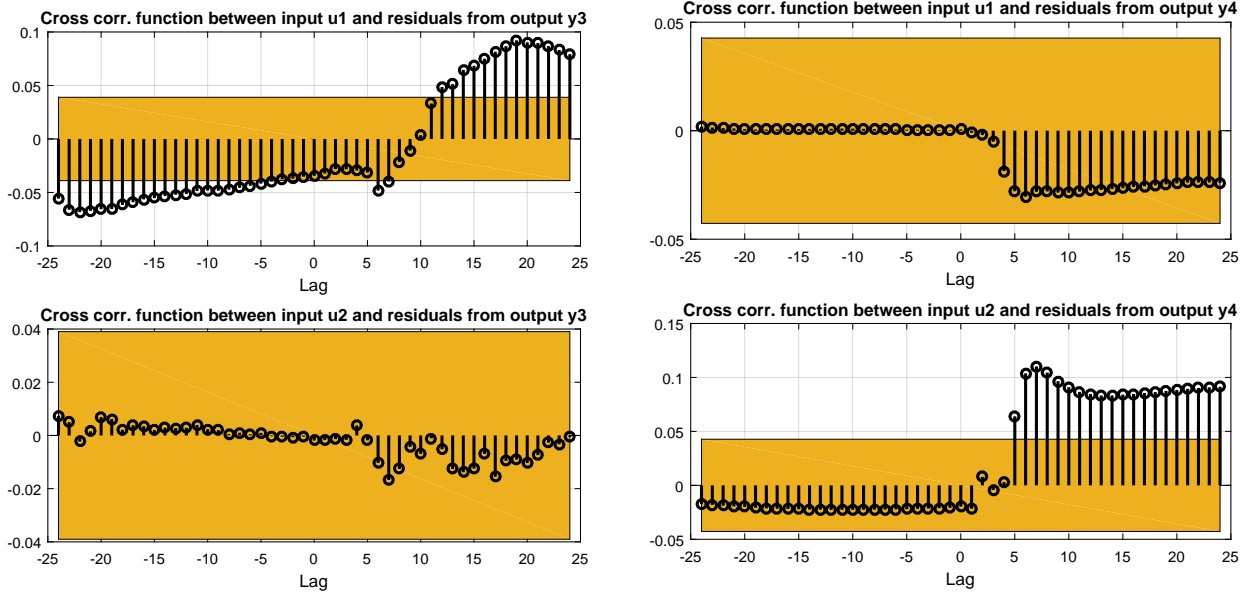 Cross corr. function between input u1 and residuals from output y3
0.1
0.05
0
-0.05
-0.1
-25 -20 -15 -10 -5 0 5 10 15 20 25
Lag
Cross corr. function between input u1 and residuals from output y4
0.05
0
-0.05
-25 -20 -15 -10 -5 0 5 10 15 20 25
Lag
Cross corr. function between input u2 and residuals from output y3
0.04
0.02
0
-0.02
-0.04
-25 -20 -15 -10 -5 0 5 10 15 20 25
Lag
Cross corr. function between input u2 and residuals from output y4
0.15
0.1
0.05
0
-0.05
-25 -20 -15 -10 -5 0 5 10 15 20 25
Lag